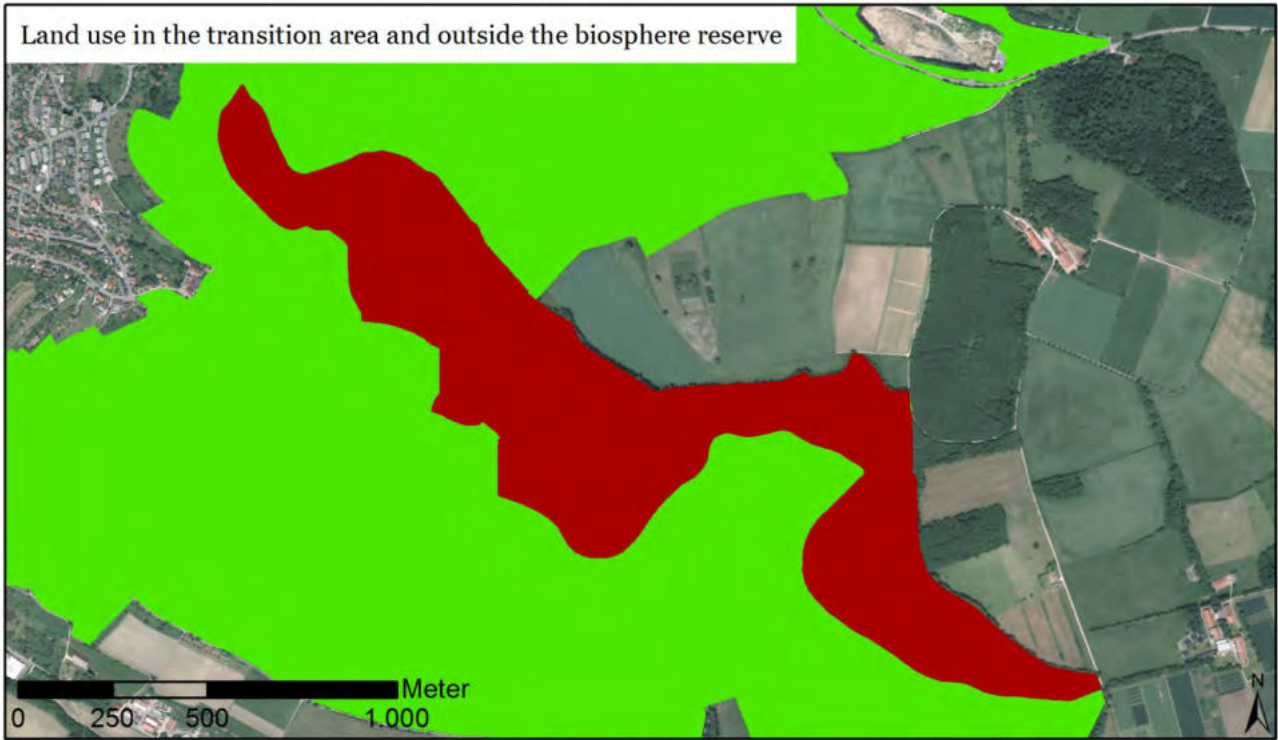 Land use in the transition area and outside the biosphere reserve
Meter
0 250 500 1.000
N